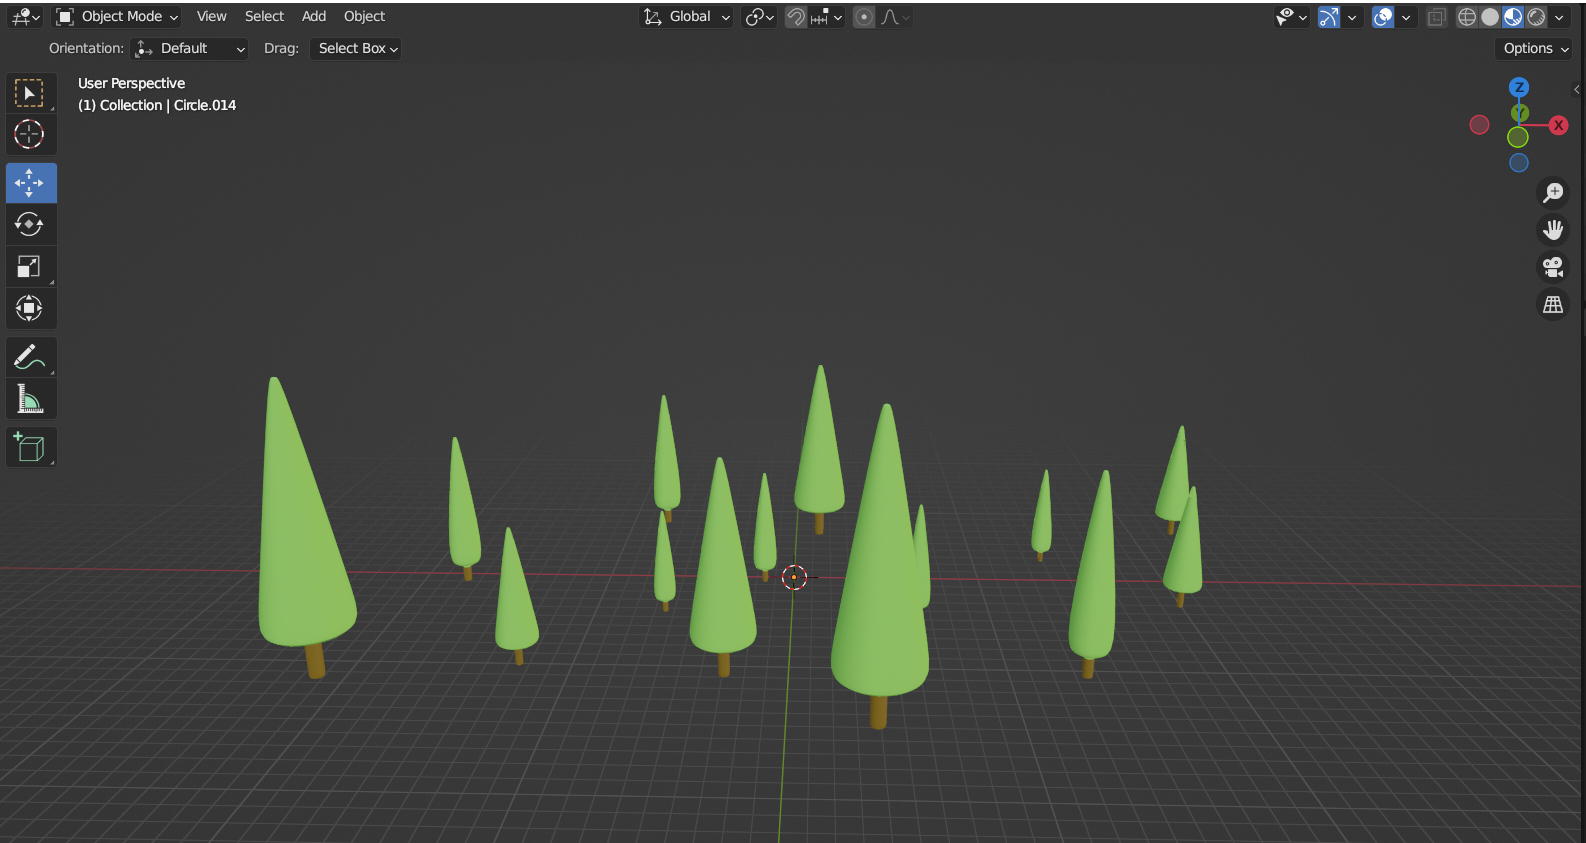 Object Mode View Select Add Object Global
Orientation: Default Drag: Select Box Options
User Perspective
(1) Collection | Circle.014
Z
Y
X